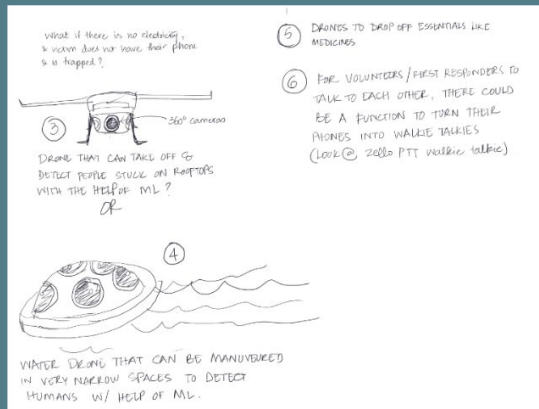 What if there is no electricity,
& victim does not have their phone
& is trapped?
3
360° cameras
DRONE THAT CAN TAKE OFF &
DETECT PEOPLE STUCK ON ROOFTOPS
WITH THE HELP OF ML?
OR
4
WATER DRONE THAT CAN BE MANUVEURED
IN VERY NARROW SPACES TO DETECT
HUMANS W/ HELP OF ML.
5
DRONES TO DROP OFF ESSENTIALS LIKE
MEDICINES
6
FOR VOLUNTEERS/FIRST RESPONDERS TO
TALK TO EACH OTHER, THERE COULD
BE A FUNCTION TO TURN THEIR
PHONES INTO WALKIE TALKIES
(LOOK @ Zello PTT walkie talkie)